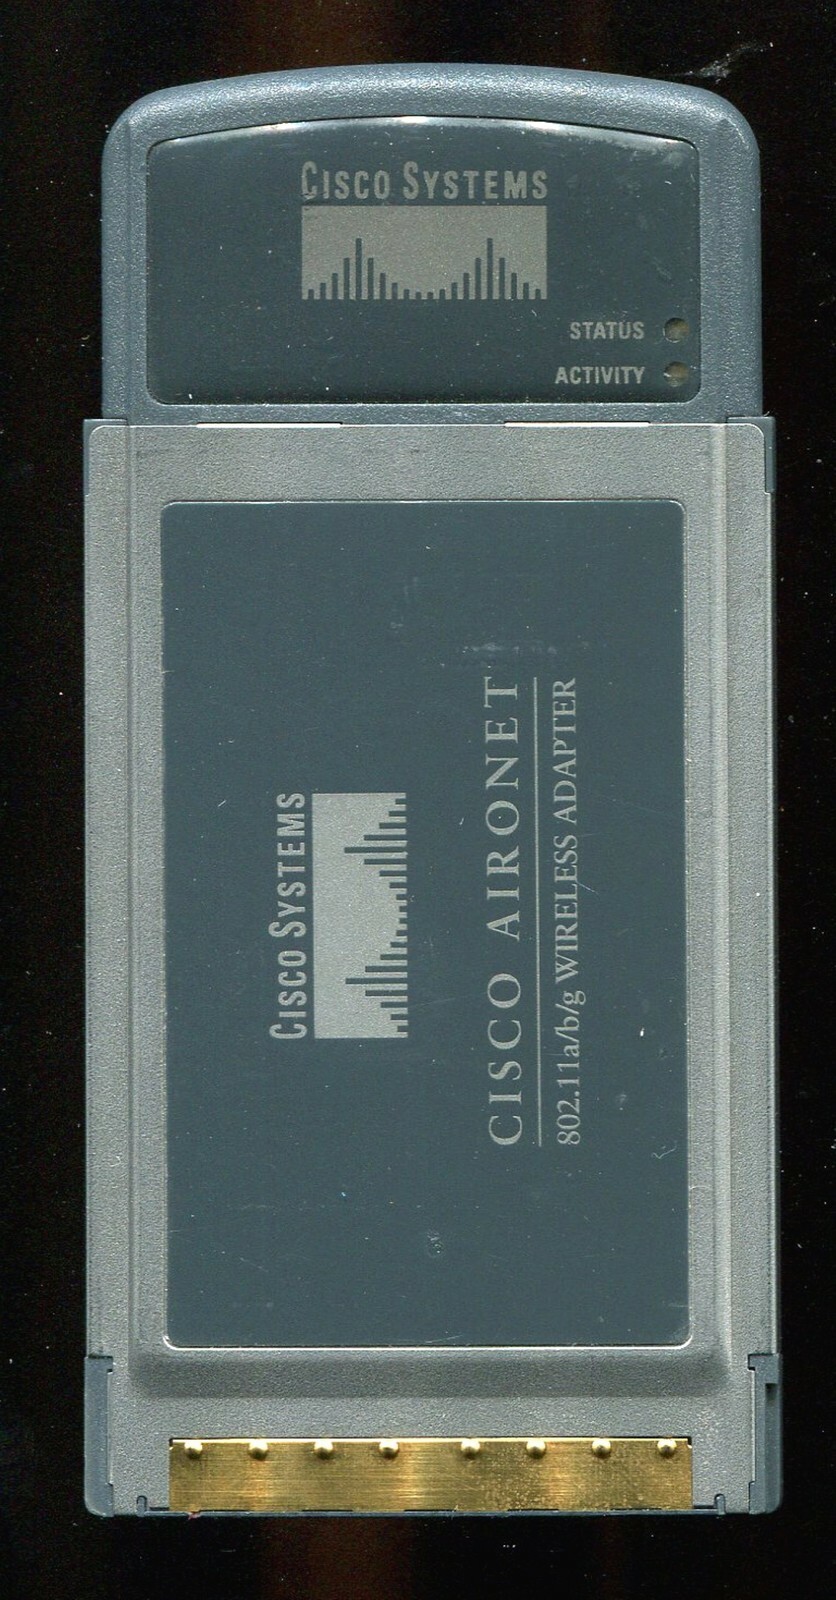 CISCO SYSTEMS
STATUS
ACTIVITY
CISCO SYSTEMS
CISCO AIRONET
802.11a/b/g WIRELESS ADAPTER